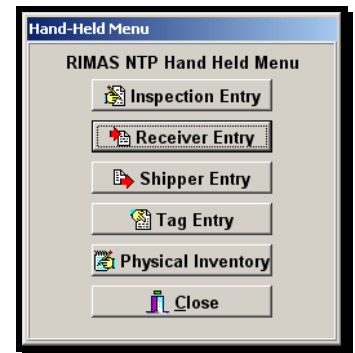 Hand-Held Menu
RIMAS NTP Hand Held Menu
Inspection Entry
Receiver Entry
Shipper Entry
Tag Entry
Physical Inventory
Close